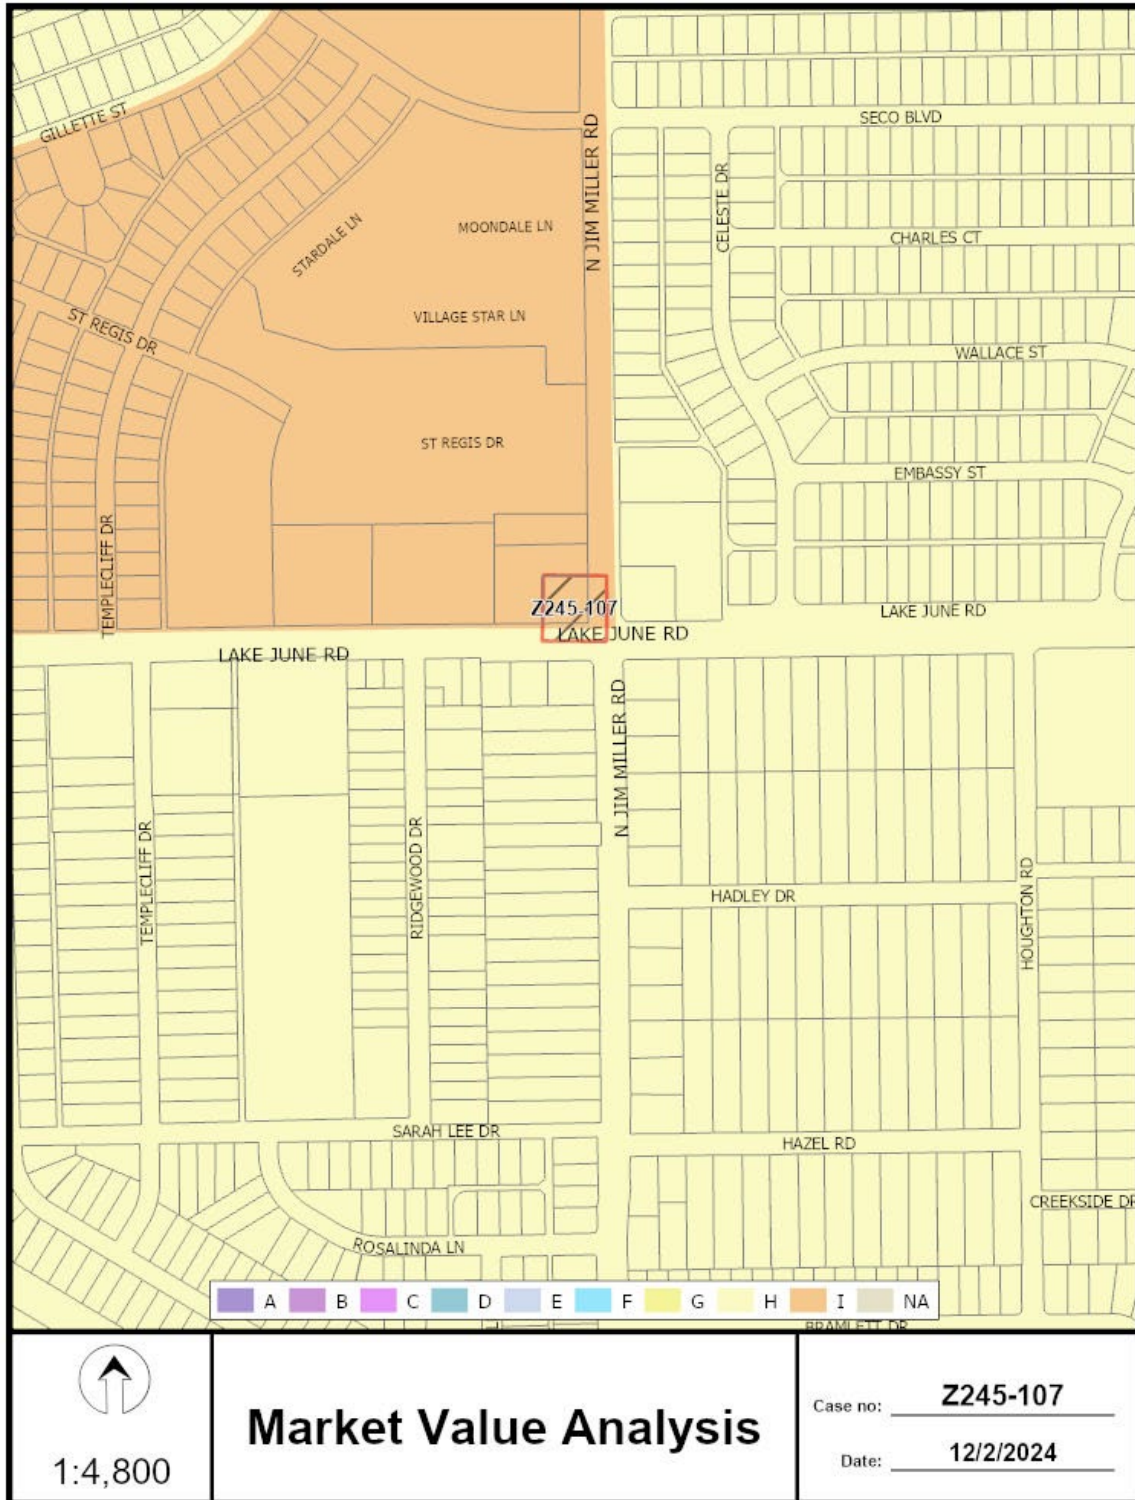 GILLETTE ST
SECO BLVD
N JIM MILLER RD
CELESTE DR
MOONDALE LN
STARDALE LN
CHARLES CT
VILLAGE STAR LN
ST REGIS DR
WALLACE ST
ST REGIS DR
EMBASSY ST
TEMPLECLIFF DR
Z245-107
LAKE JUNE RD
LAKE JUNE RD
LAKE JUNE RD
N JIM MILLER RD
TEMPLECLIFF DR
RIDGEWOOD DR
HADLEY DR
HOUGHTON RD
SARAH LEE DR
HAZEL RD
CREEKSIDE DR
ROSALINDA LN
A B C D E F G H I NA
BRAMLETT DR
1:4,800
Market Value Analysis
Case no: Z245-107
Date: 12/2/2024